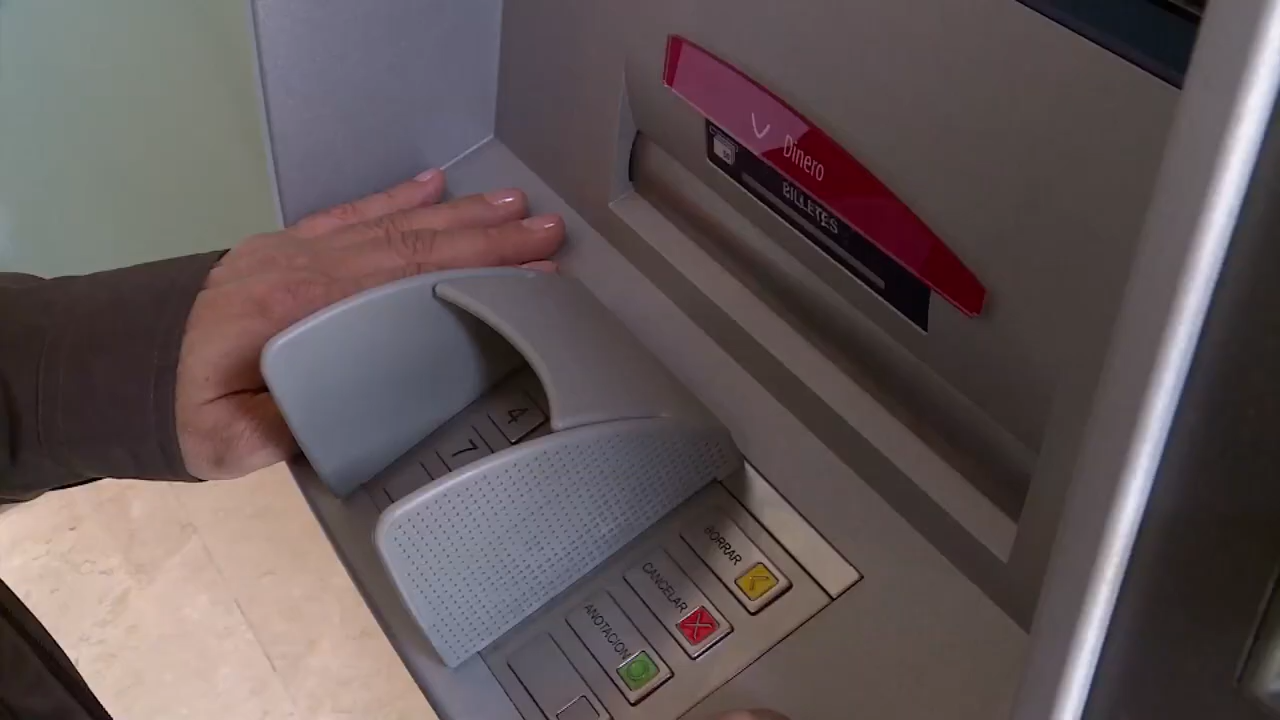 Dinero
BILLETES
4
7
BORRAR
CANCELAR
ANOTACION